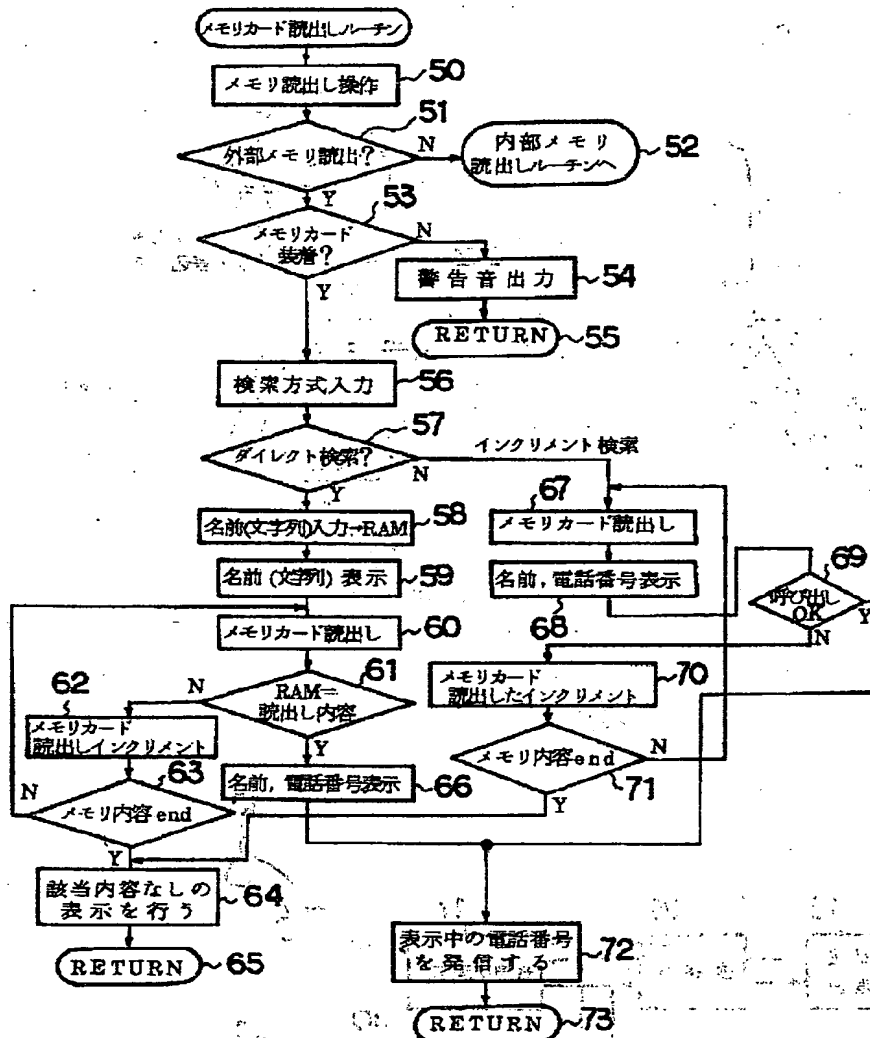 メモリカード読出しルーチン
メモリ読出し操作
50
51
外部メモリ読出?
N
Y
内部メモリ
読出しルーチンへ
52
53
メモリカード
装着?
N
Y
警告音出力
54
RETURN
55
検索方式入力
56
57
ダイレクト検索?
N
Y
インクリメント検索
名前(文字列)入力→RAM
58
名前(文字列)表示
59
メモリカード読出し
60
61
RAM=
読出し内容
N
Y
62
メモリカード
読出しインクリメント
63
メモリ内容end
N
Y
該当内容なしの
表示を行う
64
RETURN
65
名前,電話番号表示
66
67
メモリカード読出し
名前,電話番号表示
68
69
呼び出し
OK
Y
N
メモリカード
読出したインクリメント
70
メモリ内容end
N
71
Y
表示中の電話番号
を発信する
72
RETURN
73